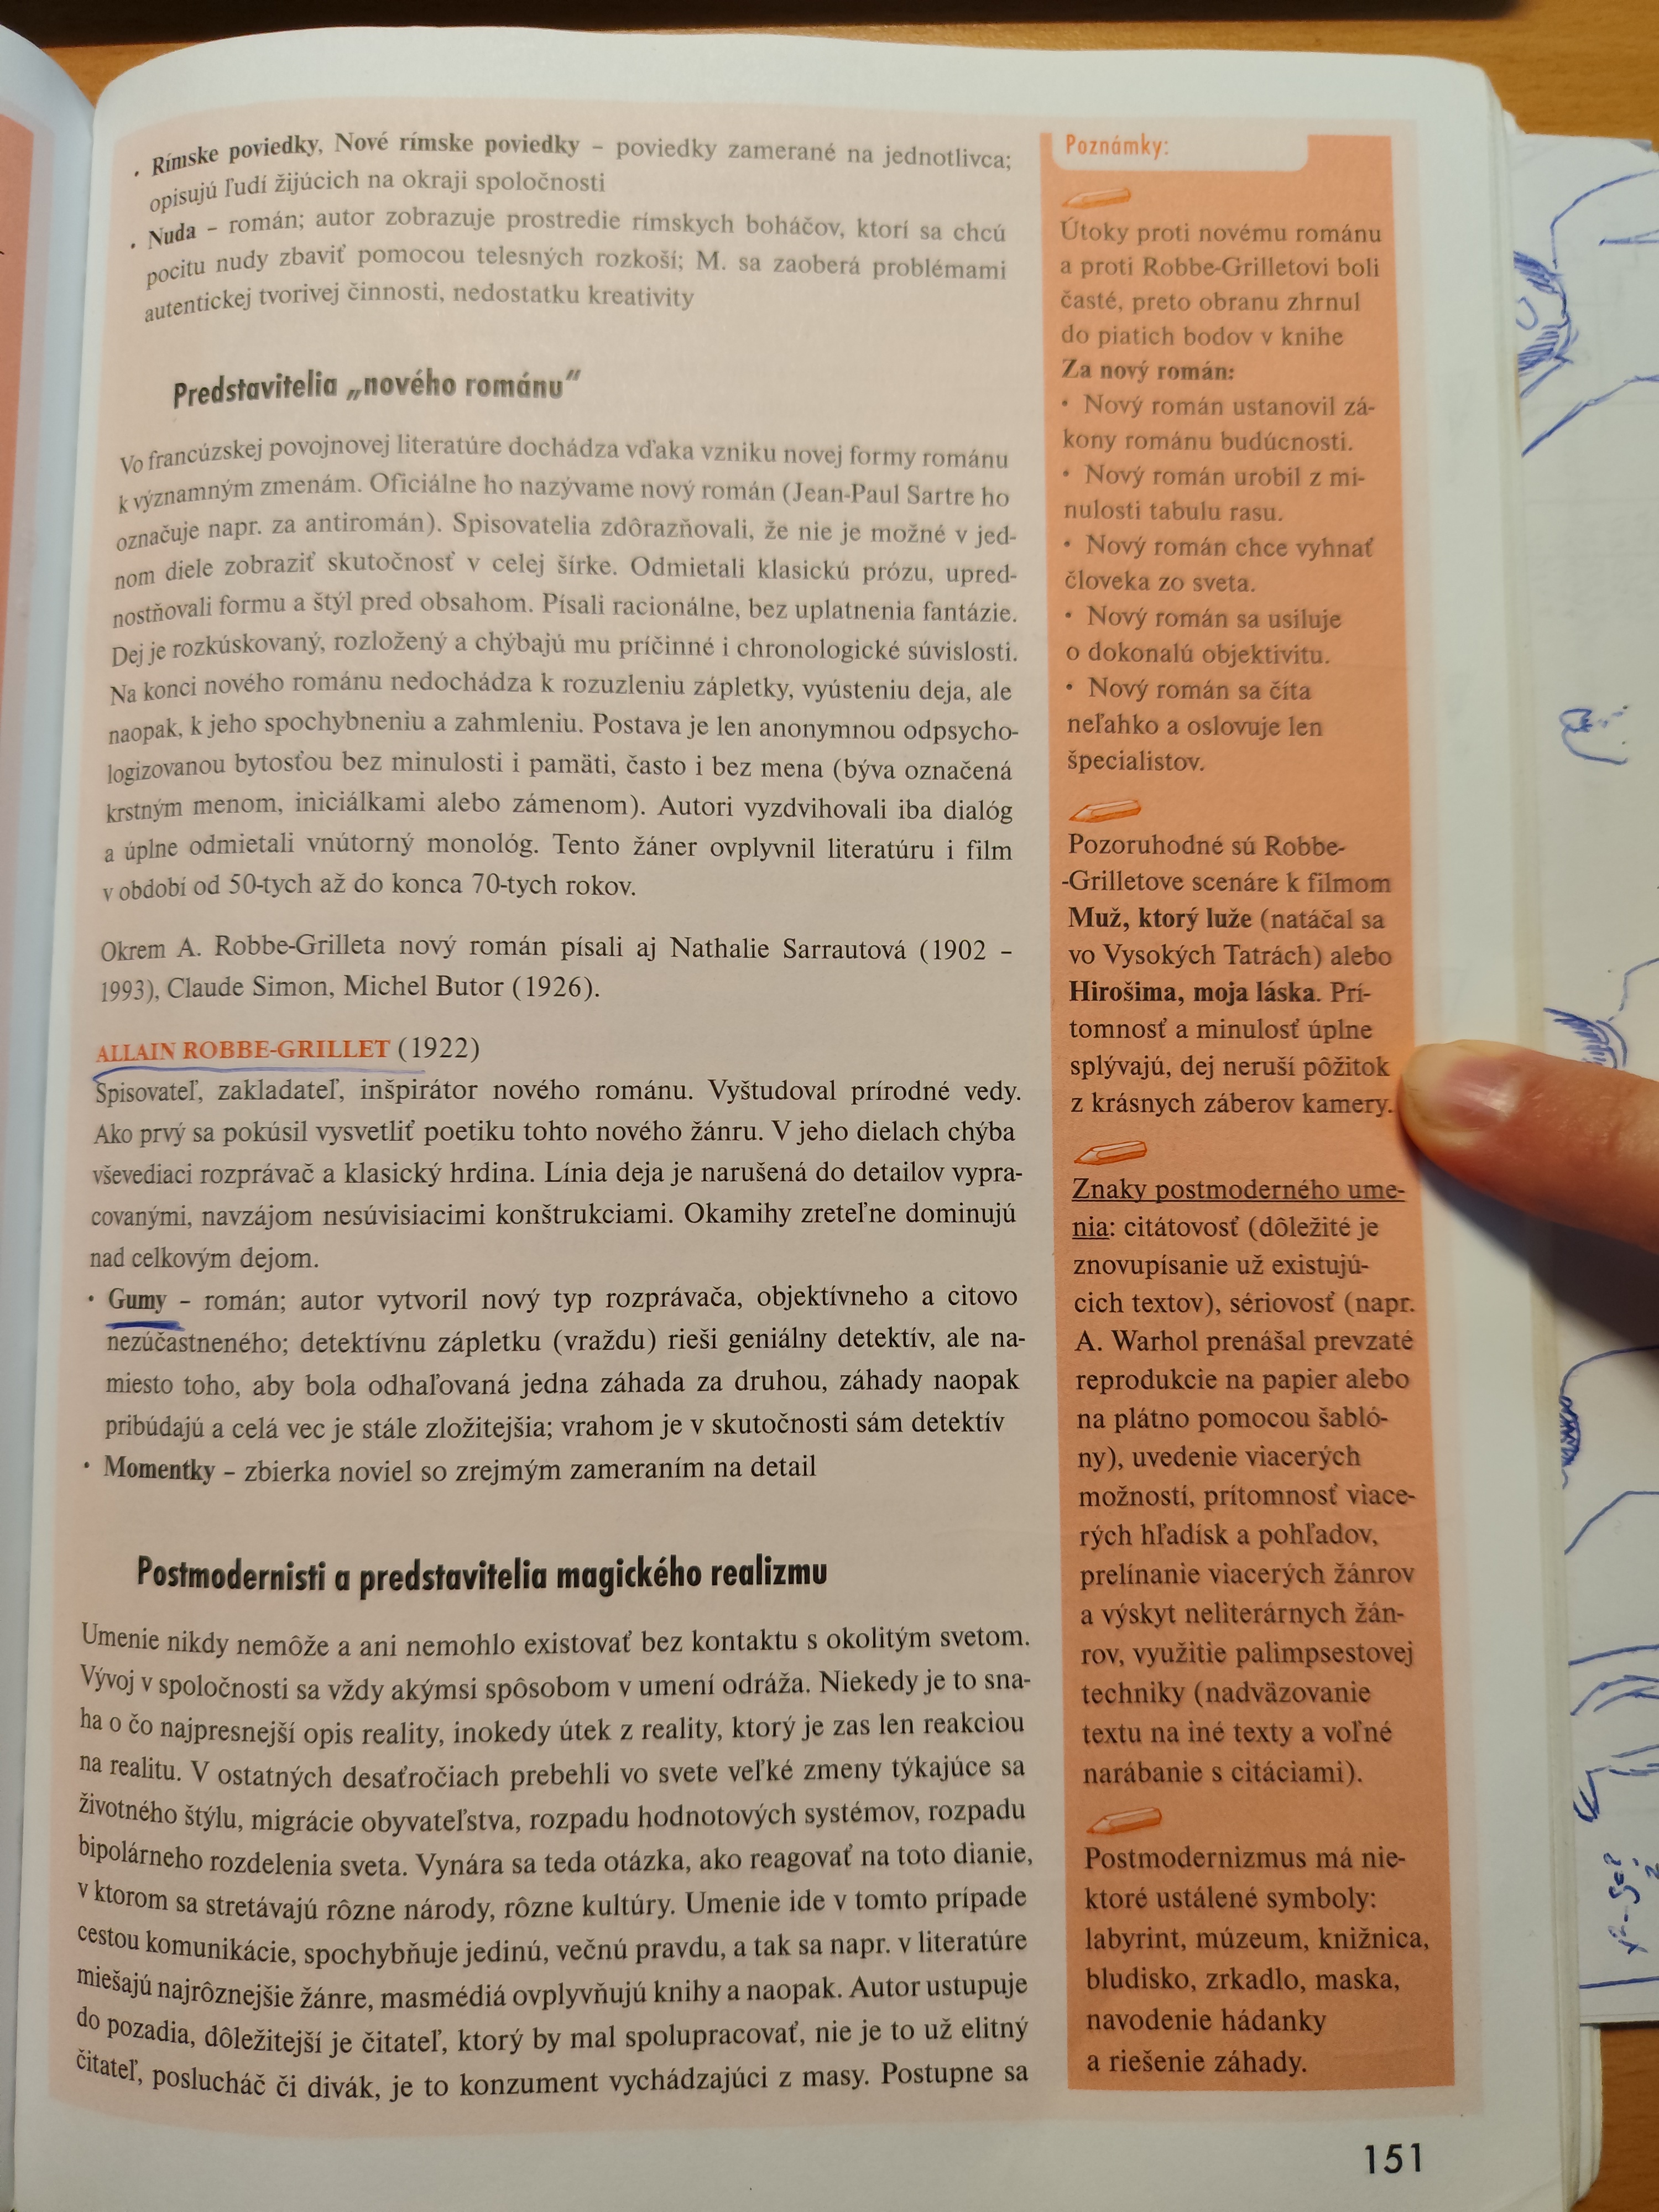 • Rímske poviedky, Nové rímske poviedky – poviedky zamerané na jednotlivca;
opisujú ľudí žijúcich na okraji spoločnosti
• Nuda – román; autor zobrazuje prostredie rímskych boháčov, ktorí sa chcú
pocitu nudy zbaviť pomocou telesných rozkoší; M. sa zaoberá problémami
autentickej tvorivej činnosti, nedostatku kreativity
Predstavitelia „nového románu“
Vo francúzskej povojnovej literatúre dochádza vďaka vzniku novej formy románu
k významným zmenám. Oficiálne ho nazývame nový román (Jean-Paul Sartre ho
označuje napr. za antiromán). Spisovatelia zdôrazňovali, že nie je možné v jed-
nom diele zobraziť skutočnosť v celej šírke. Odmietali klasickú prózu, upred-
nostňovali formu a štýl pred obsahom. Písali racionálne, bez uplatnenia fantázie.
Dej je rozkúskovaný, rozložený a chýbajú mu príčinné i chronologické súvislosti.
Na konci nového románu nedochádza k rozuzleniu zápletky, vyústeniu deja, ale
naopak, k jeho spochybneniu a zahmleniu. Postava je len anonymnou odpsycho-
logizovanou bytosťou bez minulosti i pamäti, často i bez mena (býva označená
krstným menom, iniciálkami alebo zámenom). Autori vyzdvihovali iba dialóg
a úplne odmietali vnútorný monológ. Tento žáner ovplyvnil literatúru i film
v období od 50-tych až do konca 70-tych rokov.
Okrem A. Robbe-Grilleta nový román písali aj Nathalie Sarrautová (1902 –
1993), Claude Simon, Michel Butor (1926).
ALLAIN ROBBE-GRILLET (1922)
Spisovateľ, zakladateľ, inšpirátor nového románu. Vyštudoval prírodné vedy.
Ako prvý sa pokúsil vysvetliť poetiku tohto nového žánru. V jeho dielach chýba
vševediaci rozprávač a klasický hrdina. Línia deja je narušená do detailov vypra-
covanými, navzájom nesúvisiacimi konštrukciami. Okamihy zreteľne dominujú
nad celkovým dejom.
• Gumy – román; autor vytvoril nový typ rozprávača, objektívneho a citovo
nezúčastneného; detektívnu zápletku (vraždu) rieši geniálny detektív, ale na-
miesto toho, aby bola odhaľovaná jedna záhada za druhou, záhady naopak
pribúdajú a celá vec je stále zložitejšia; vrahom je v skutočnosti sám detektív
• Momentky – zbierka noviel so zrejmým zameraním na detail
Postmodernisti a predstavitelia magického realizmu
Umenie nikdy nemôže a ani nemohlo existovať bez kontaktu s okolitým svetom.
Vývoj v spoločnosti sa vždy akýmsi spôsobom v umení odráža. Niekedy je to sna-
ha o čo najpresnejší opis reality, inokedy útek z reality, ktorý je zas len reakciou
na realitu. V ostatných desaťročiach prebehli vo svete veľké zmeny týkajúce sa
životného štýlu, migrácie obyvateľstva, rozpadu hodnotových systémov, rozpadu
bipolárneho rozdelenia sveta. Vynára sa teda otázka, ako reagovať na toto dianie,
v ktorom sa stretávajú rôzne národy, rôzne kultúry. Umenie ide v tomto prípade
cestou komunikácie, spochybňuje jedinú, večnú pravdu, a tak sa napr. v literatúre
miešajú najrôznejšie žánre, masmédiá ovplyvňujú knihy a naopak. Autor ustupuje
do pozadia, dôležitejší je čitateľ, ktorý by mal spolupracovať, nie je to už elitný
čitateľ, poslucháč či divák, je to konzument vychádzajúci z masy. Postupne sa
Poznámky:
Útoky proti novému románu
a proti Robbe-Grilletovi boli
časté, preto obranu zhrnul
do piatich bodov v knihe
Za nový román:
• Nový román ustanovil zá-
kony románu budúcnosti.
• Nový román urobil z mi-
nulosti tabulu rasu.
• Nový román chce vyhnať
človeka zo sveta.
• Nový román sa usiluje
o dokonalú objektivitu.
• Nový román sa číta
neľahko a oslovuje len
špecialistov.
Pozoruhodné sú Robbe-
-Grilletove scenáre k filmom
Muž, ktorý luže (natáčal sa
vo Vysokých Tatrách) alebo
Hirošima, moja láska. Prí-
tomnosť a minulosť úplne
splývajú, dej neruší pôžitok
z krásnych záberov kamery.
Znaky postmoderného ume-
nia: citátovosť (dôležité je
znovupísanie už existujú-
cich textov), sériovosť (napr.
A. Warhol prenášal prevzaté
reprodukcie na papier alebo
na plátno pomocou šabló-
ny), uvedenie viacerých
možností, prítomnosť viace-
rých hľadísk a pohľadov,
prelínanie viacerých žánrov
a výskyt neliterárnych žán-
rov, využitie palimpsestovej
techniky (nadväzovanie
textu na iné texty a voľné
narábanie s citáciami).
Postmodernizmus má nie-
ktoré ustálené symboly:
labyrint, múzeum, knižnica,
bludisko, zrkadlo, maska,
navodenie hádanky
a riešenie záhady.
151